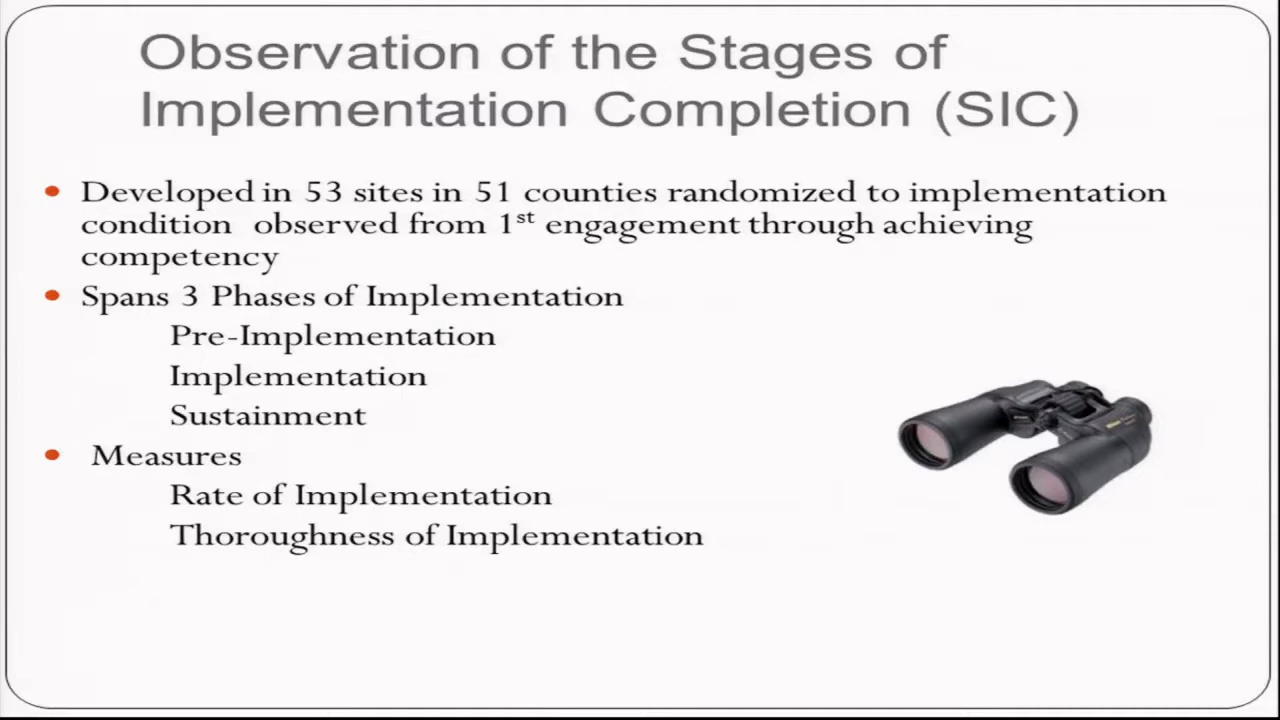 Observation of the Stages of
Implementation Completion (SIC)
• Developed in 53 sites in 51 counties randomized to implementation
condition observed from 1st engagement through achieving
competency
• Spans 3 Phases of Implementation
Pre-Implementation
Implementation
Sustainment
• Measures
Rate of Implementation
Thoroughness of Implementation